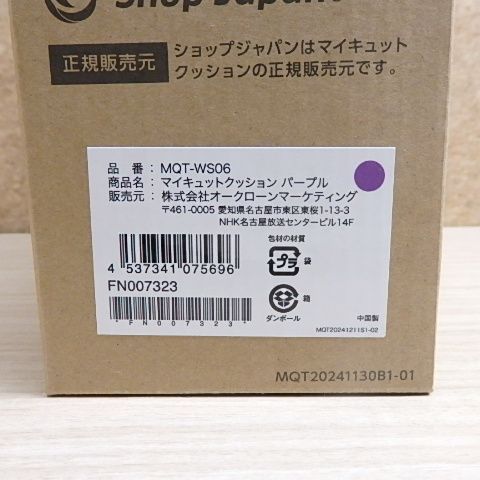 Shop Japan
正規販売元
ショップジャパンはマイキュット
クッションの正規販売元です。
品 番 : MQT-WS06
商品名 : マイキュットクッション パープル
販売元 : 株式会社オークローンマーケティング
〒461-0005 愛知県名古屋市東区東桜1-13-3
NHK名古屋放送センタービル14F
4 537341 075696
FN007323
*FN007323*
包材の材質
プラ
袋
箱
ダンボール
中国製
MQT20241211S1-02
MQT20241130B1-01